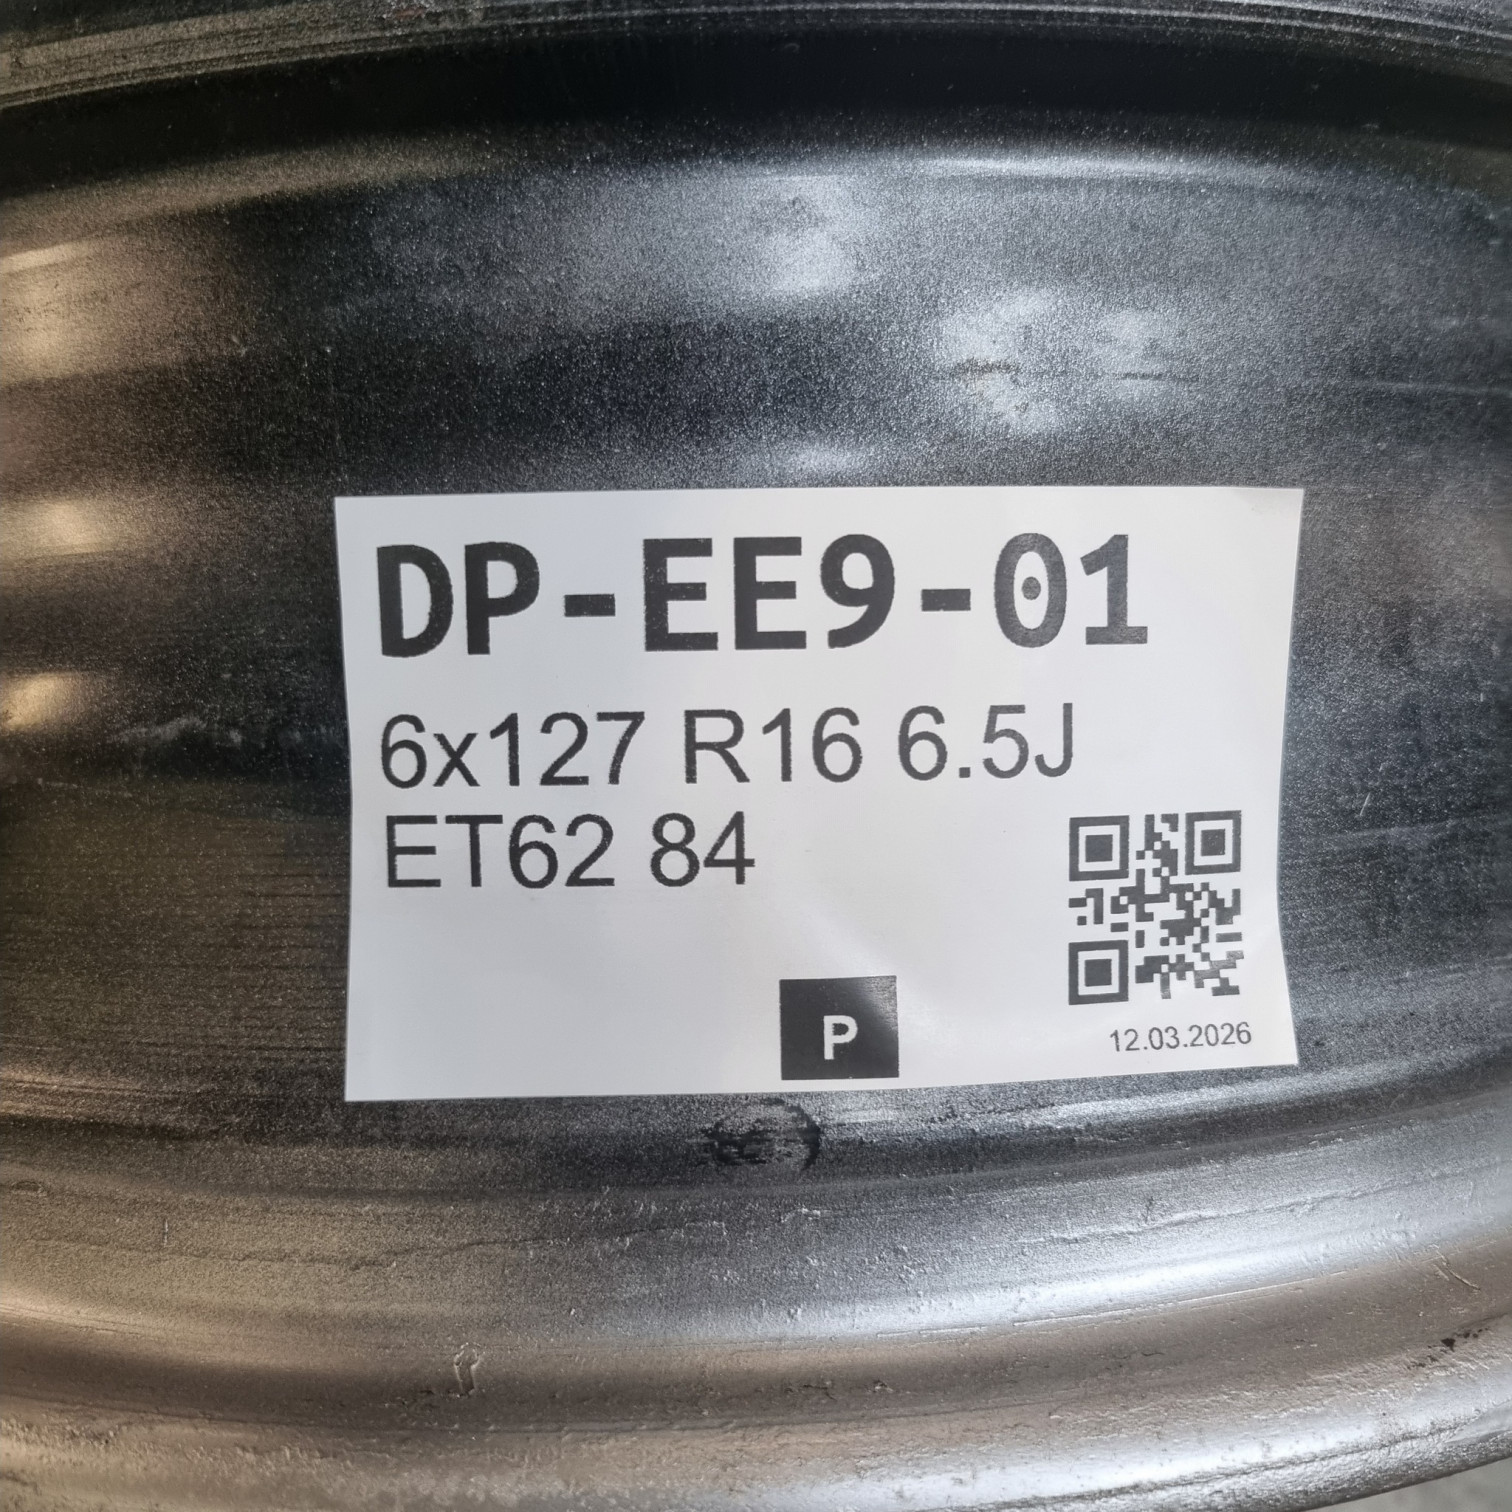 DP-EE9-01
6x127 R16 6.5J
ET62 84
P
12.03.2026